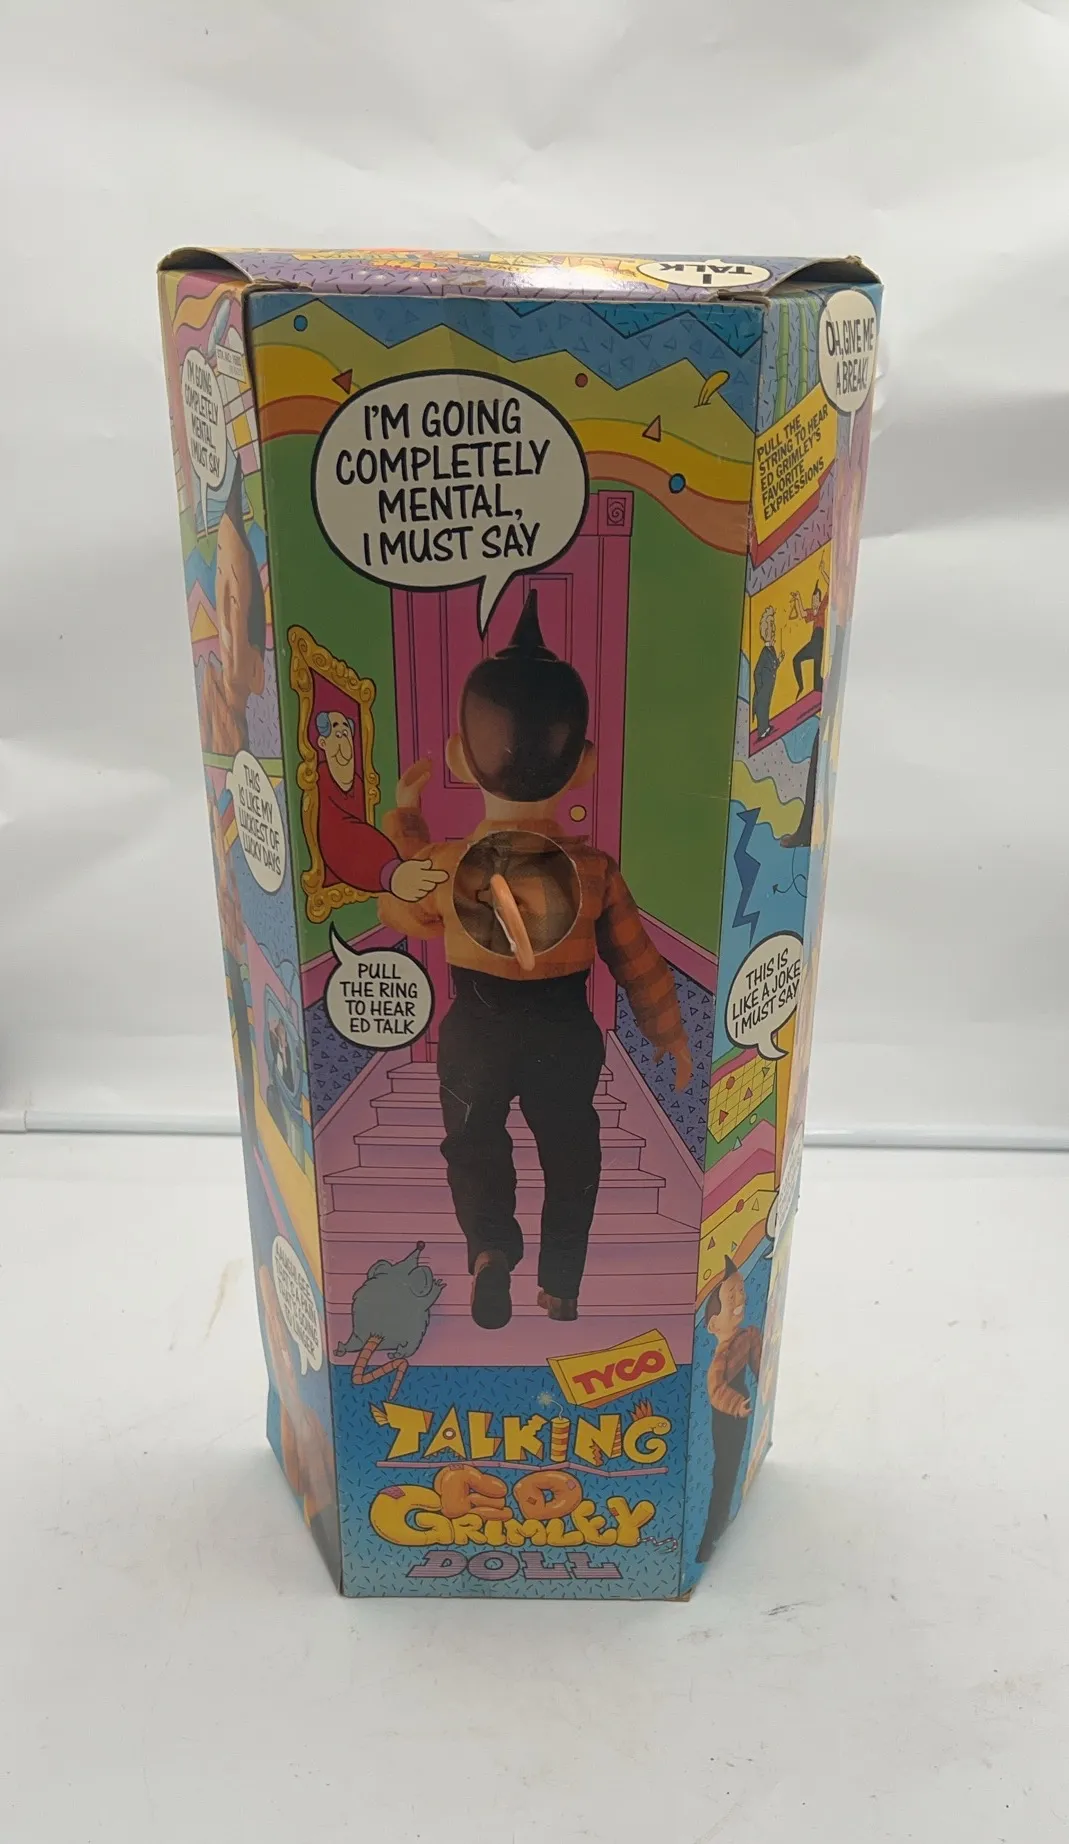 I
TALK
I'M GOING
COMPLETELY
MENTAL,
I MUST SAY
I'M GOING
COMPLETELY
MENTAL,
I MUST SAY
OH, GIVE ME
A BREAK!
PULL THE
STRING TO HEAR
ED GRIMLEY'S
FAVORITE
EXPRESSIONS
THIS
IS LIKE MY
LUCKIEST OF
LUCKY DAYS
PULL
THE RING
TO HEAR
ED TALK
THIS IS
LIKE A JOKE
I MUST SAY
TYCO
TALKING
ED
GRIMLEY
DOLL